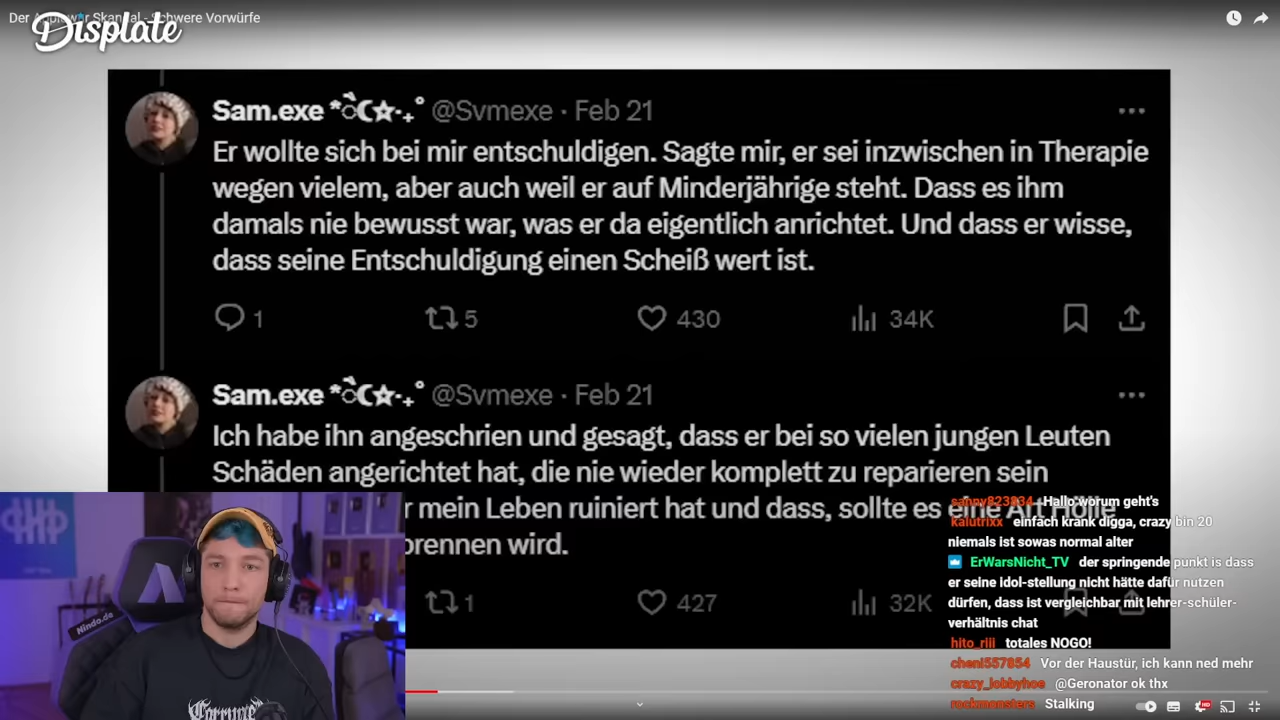 Der Skandal - Schwere Vorwürfe
Displate
Sam.exe @Svmexe · Feb 21
Er wollte sich bei mir entschuldigen. Sagte mir, er sei inzwischen in Therapie
wegen vielem, aber auch weil er auf Minderjährige steht. Dass es ihm
damals nie bewusst war, was er da eigentlich anrichtet. Und dass er wisse,
dass seine Entschuldigung einen Scheiß wert ist.
1 5 430 34K
Sam.exe @Svmexe · Feb 21
Ich habe ihn angeschrien und gesagt, dass er bei so vielen jungen Leuten
Schäden angerichtet hat, die nie wieder komplett zu reparieren sein
r mein Leben ruiniert hat und dass, sollte es eine Art Hölle
brennen wird.
1 427 32K
sanny823834 Hallo worum geht's
kalutrixx einfach krank digga, crazy bin 20
niemals ist sowas normal alter
ErWarsNicht_TV der springende punkt is dass
er seine idol-stellung nicht hätte dafür nutzen
dürfen, dass ist vergleichbar mit lehrer-schüler-
verhältnis chat
hito_riii totales NOGO!
cheni557854 Vor der Haustür, ich kann ned mehr
crazy_lobbyhoe @Geronator ok thx
rockmonsters Stalking
Nindo.de
HD